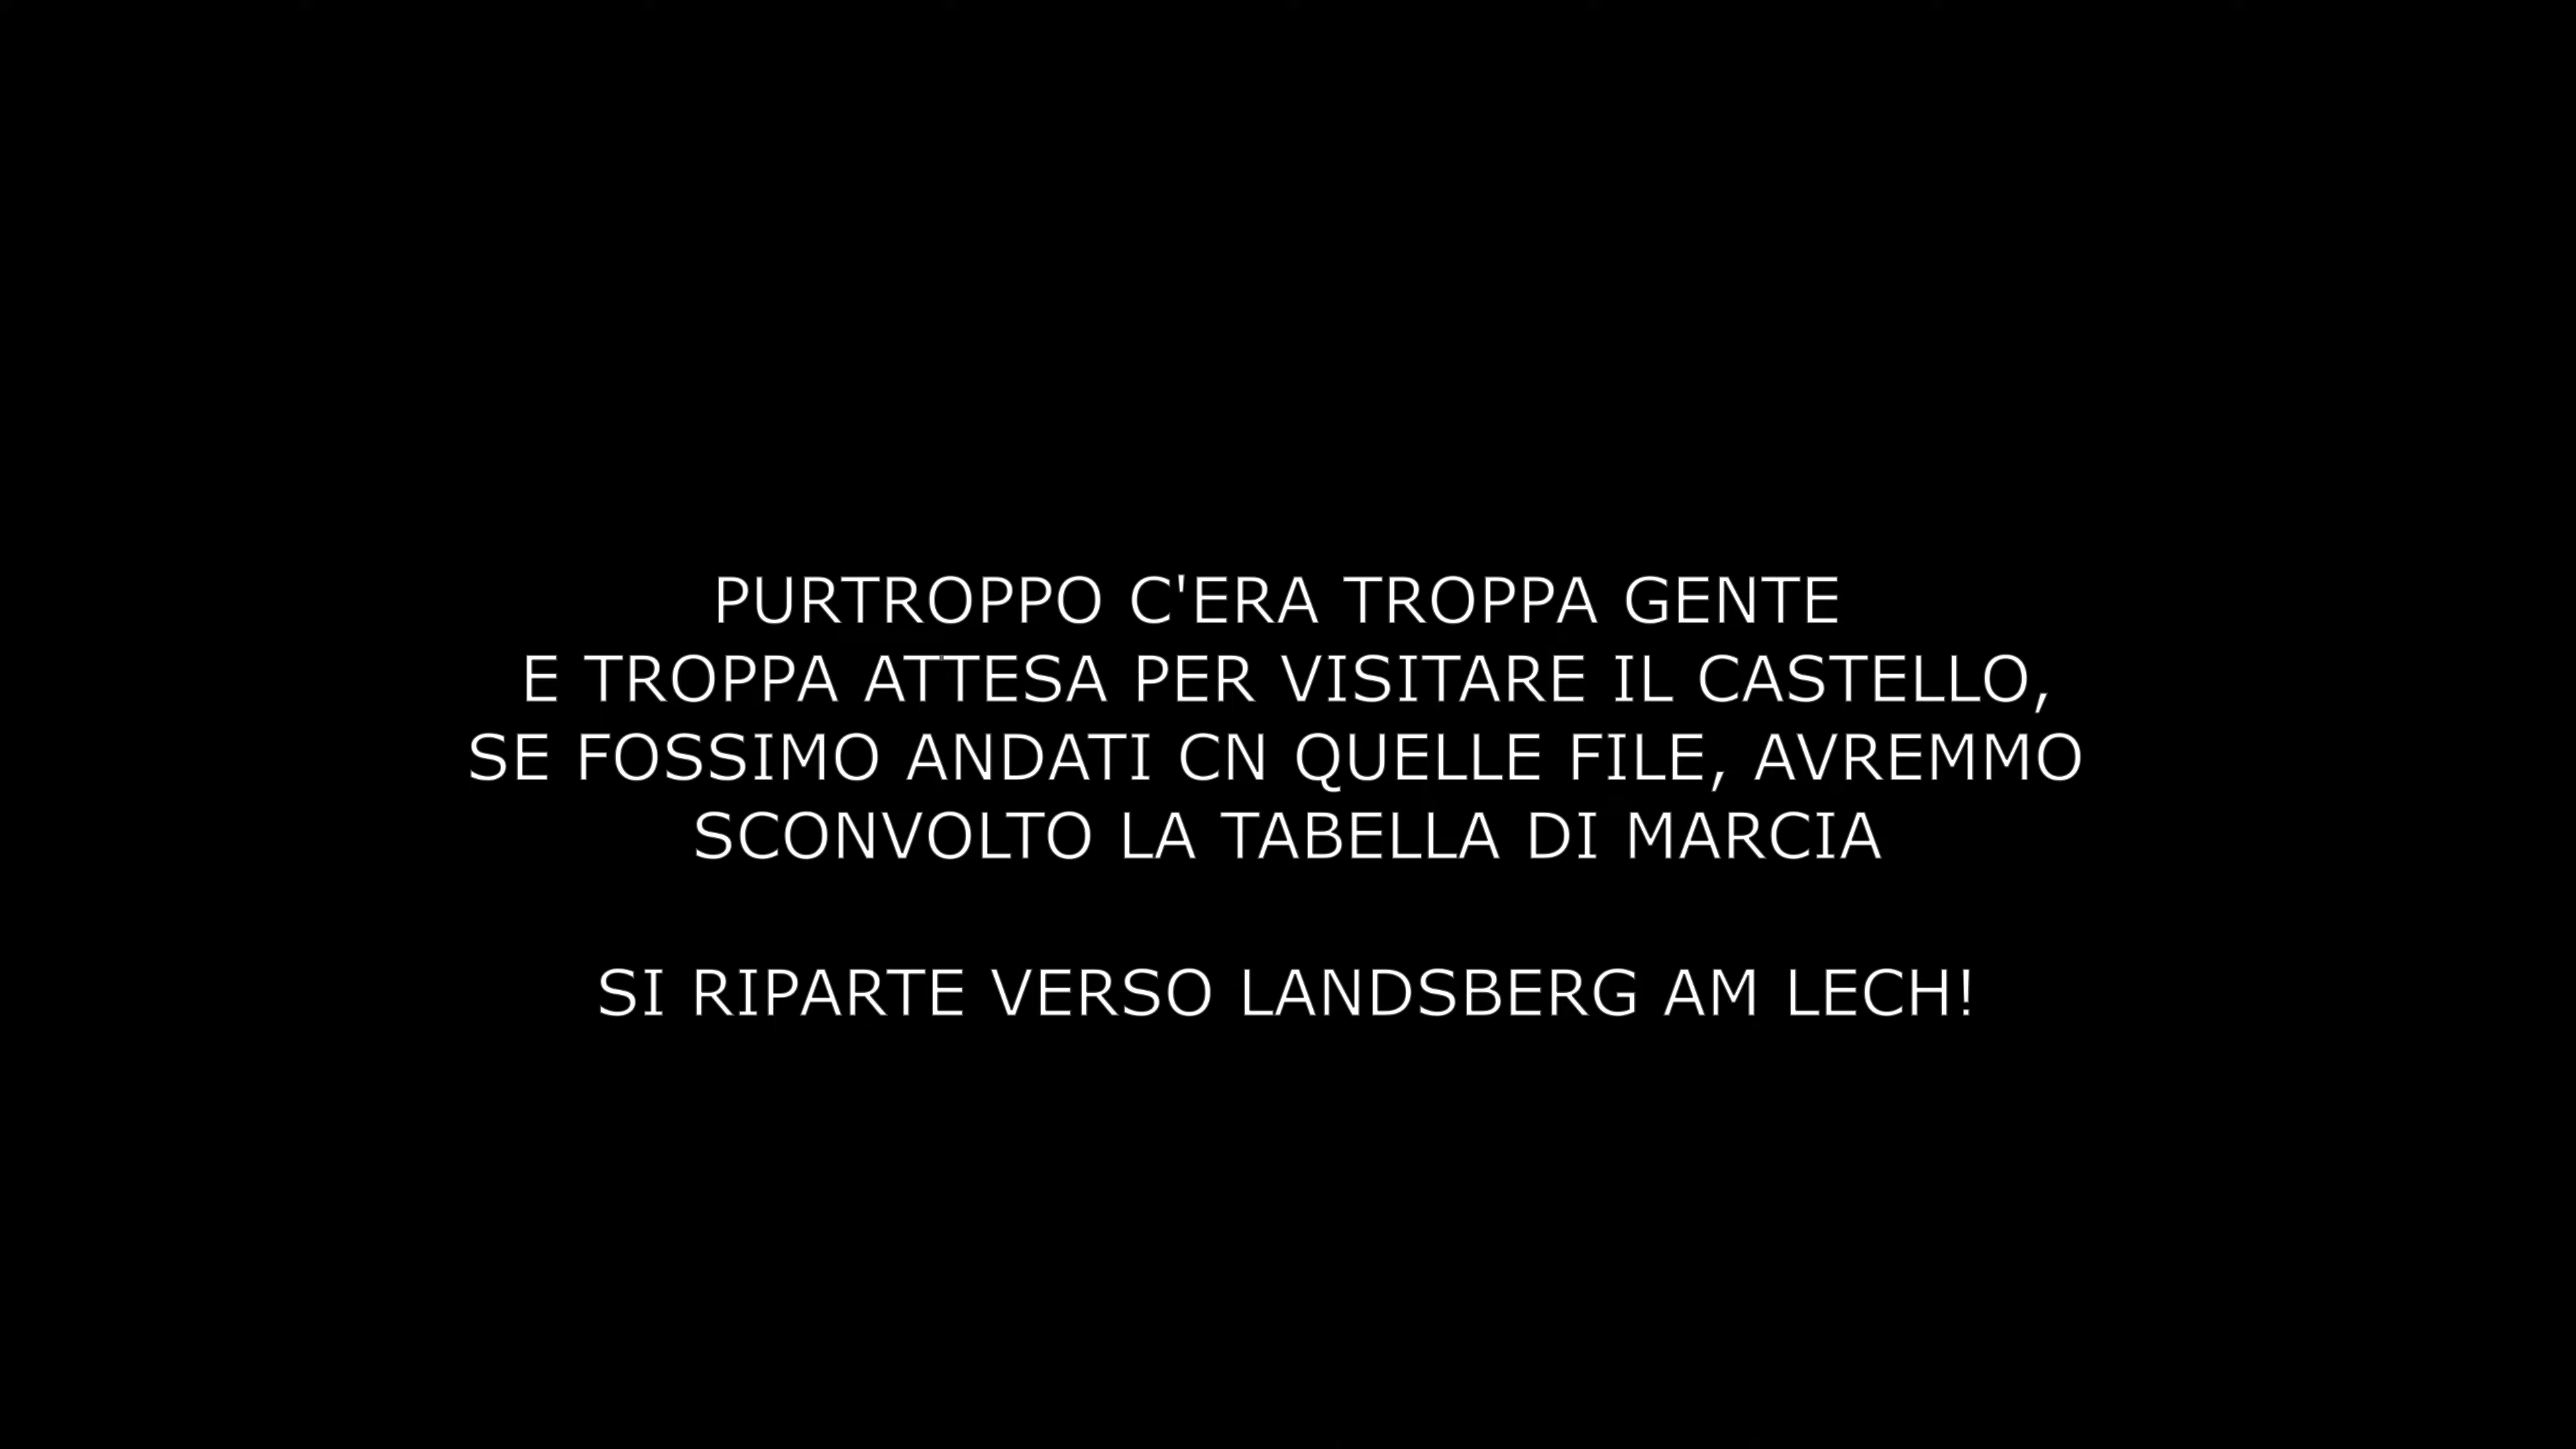 PURTROPPO C'ERA TROPPA GENTE
E TROPPA ATTESA PER VISITARE IL CASTELLO,
SE FOSSIMO ANDATI CN QUELLE FILE, AVREMMO
SCONVOLTO LA TABELLA DI MARCIA
SI RIPARTE VERSO LANDSBERG AM LECH!